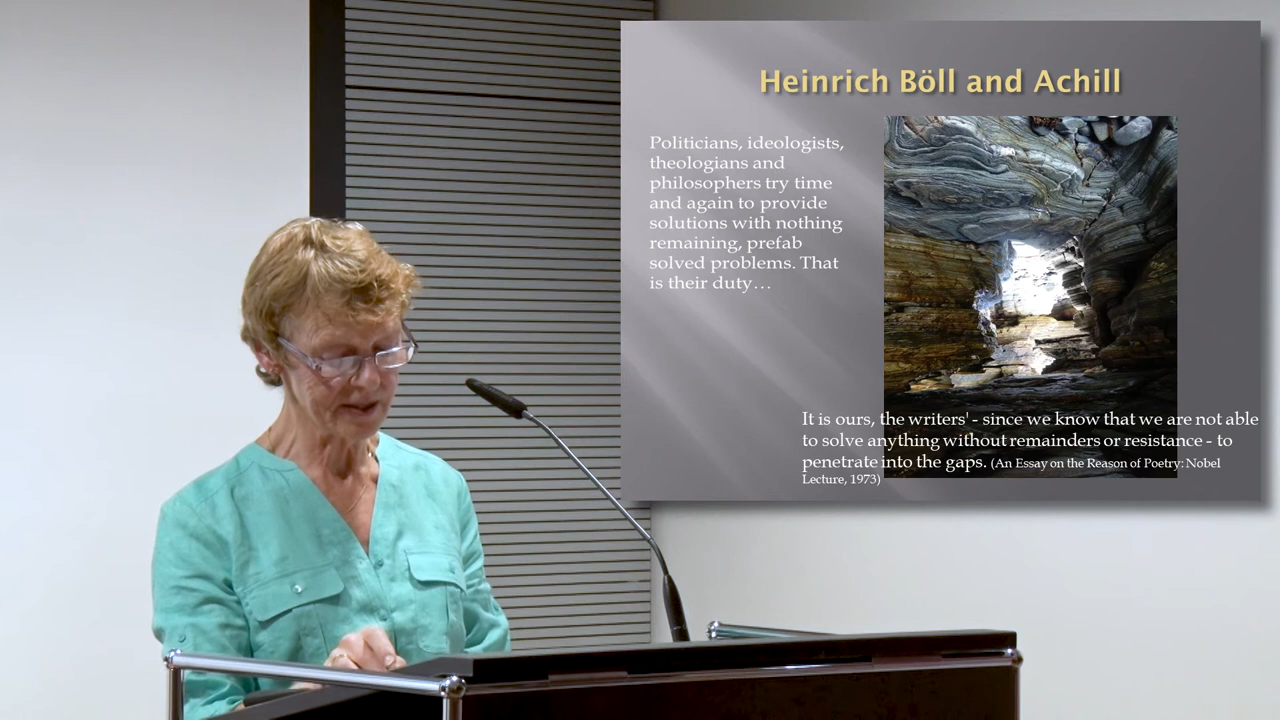 Heinrich Böll and Achill
Politicians, ideologists,
theologians and
philosophers try time
and again to provide
solutions with nothing
remaining, prefab
solved problems. That
is their duty…
It is ours, the writers' - since we know that we are not able
to solve anything without remainders or resistance - to
penetrate into the gaps. (An Essay on the Reason of Poetry: Nobel
Lecture, 1973)